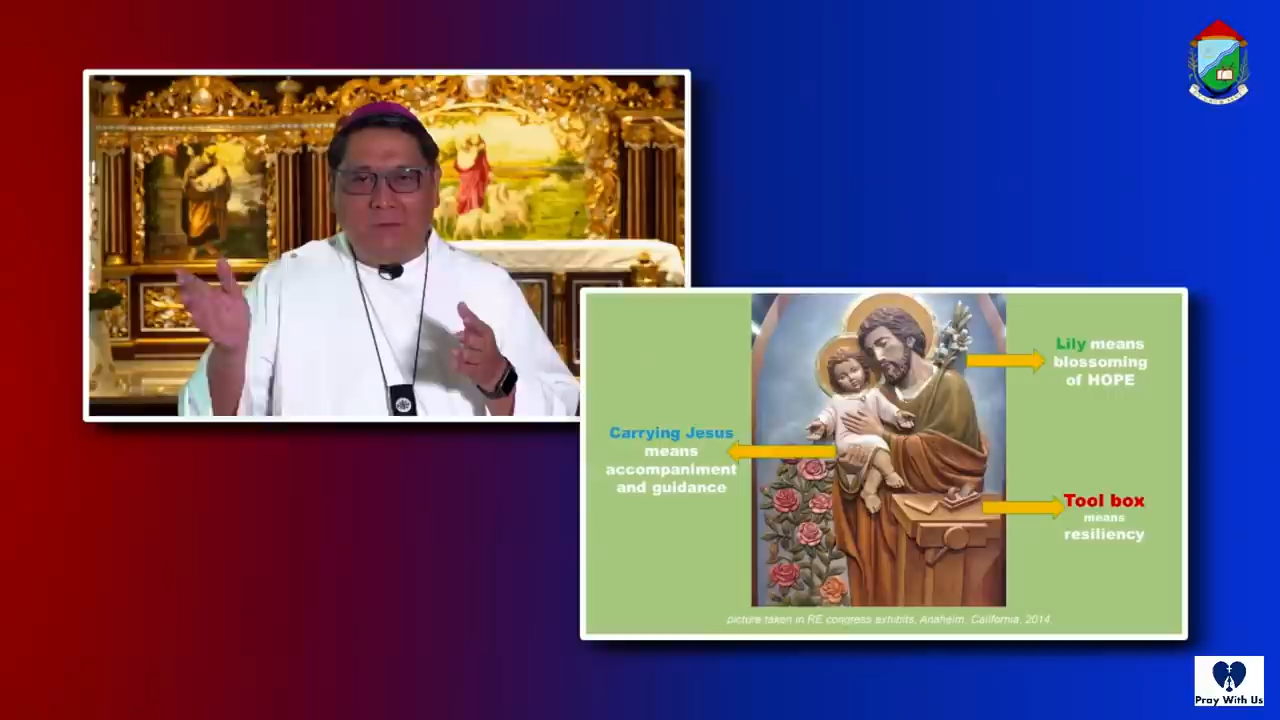 Carrying Jesus
means
accompaniment
and guidance
Lily means
blossoming
of HOPE
Tool box
means
resiliency
picture taken in RE congress exhibits, Anaheim, California, 2014
Pray With Us